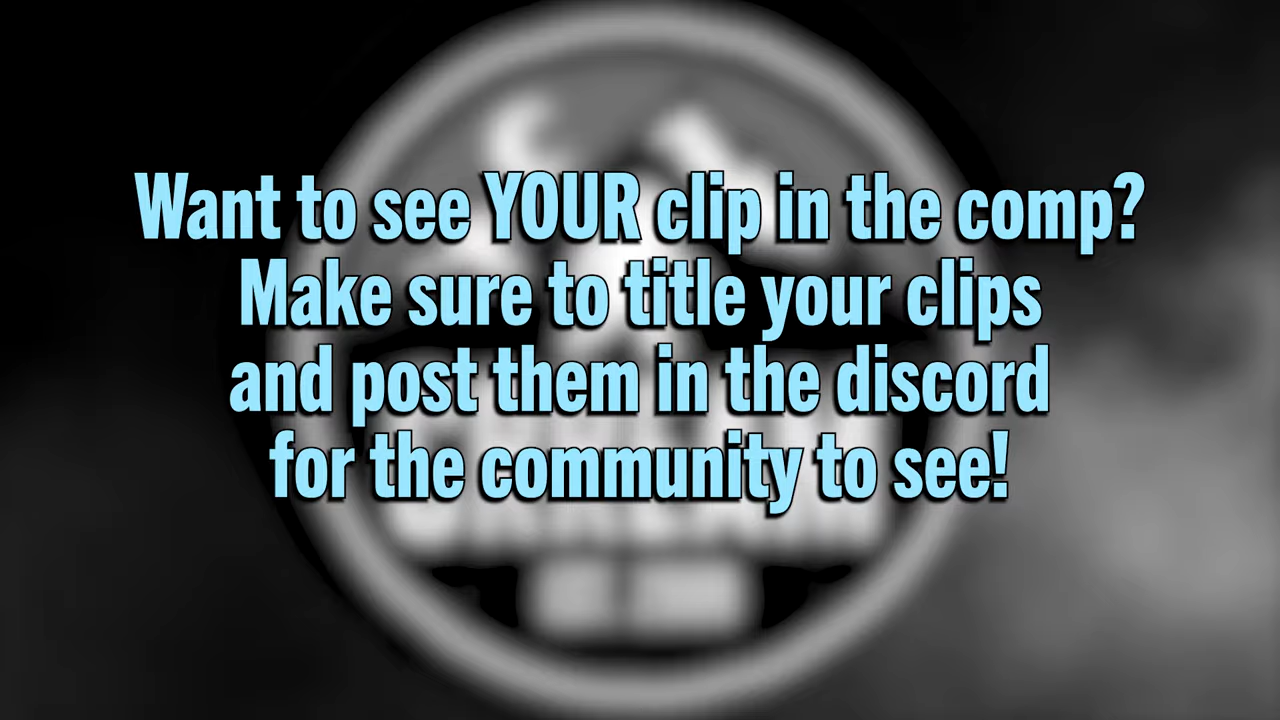 Want to see YOUR clip in the comp?
Make sure to title your clips
and post them in the discord
for the community to see!